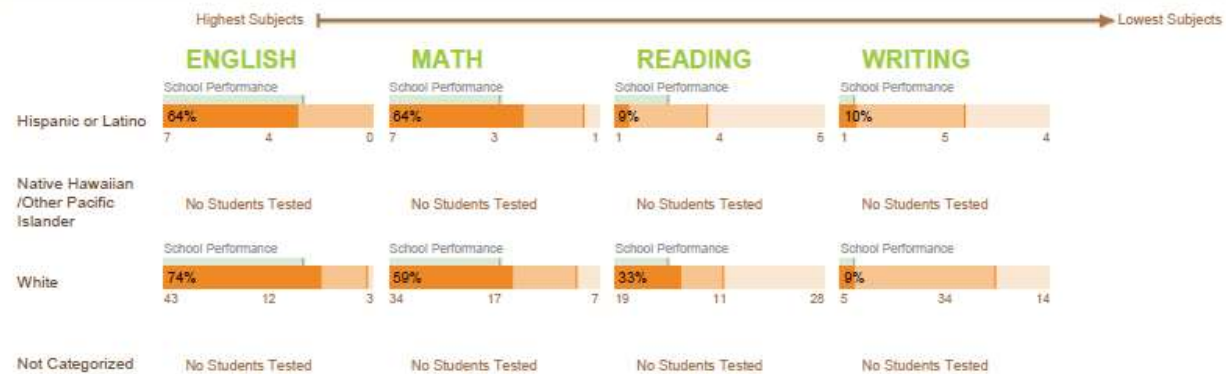 Highest Subjects Lowest Subjects
ENGLISH MATH READING WRITING
School Performance School Performance School Performance School Performance
Hispanic or Latino 64% 64% 9% 10%
7 4 0 7 3 1 1 4 6 1 5 4
Native Hawaiian
/Other Pacific
Islander
No Students Tested No Students Tested No Students Tested No Students Tested
School Performance School Performance School Performance School Performance
White 74% 59% 33% 9%
43 12 3 34 17 7 19 11 28 5 34 14
Not Categorized No Students Tested No Students Tested No Students Tested No Students Tested